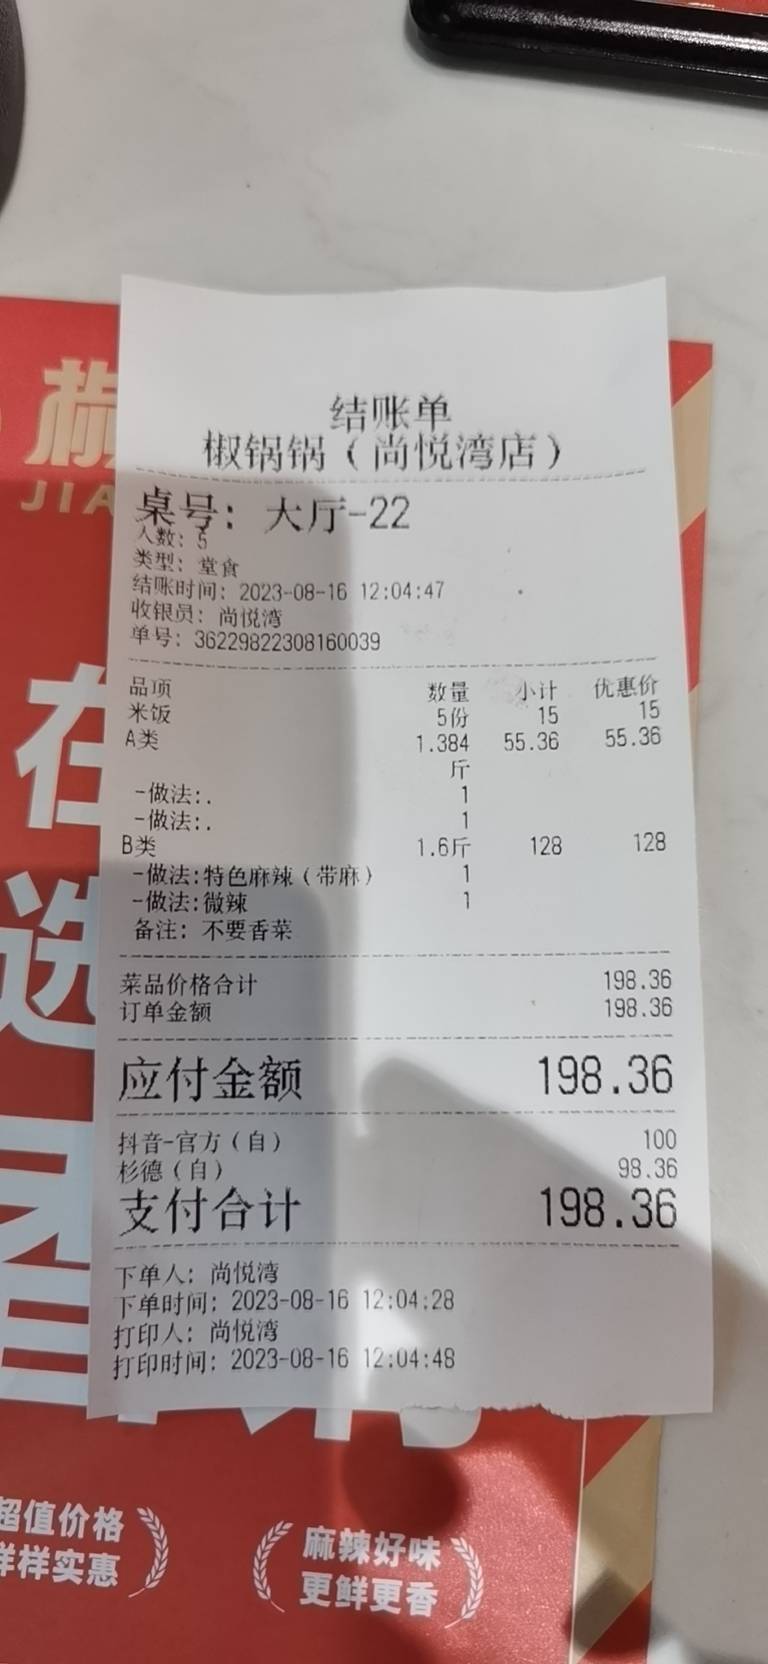 结账单
椒锅锅（尚悦湾店）
桌号: 大厅-22
人数: 5
类型: 堂食
结账时间: 2023-08-16 12:04:47
收银员: 尚悦湾
单号: 36229822308160039
品项 数量 小计 优惠价
米饭 5份 15 15
A类 1.384 55.36 55.36
斤
-做法:. 1
-做法:. 1
B类 1.6斤 128 128
-做法:特色麻辣（带麻） 1
-做法:微辣 1
备注: 不要香菜
菜品价格合计 198.36
订单金额 198.36
应付金额 198.36
抖音-官方（自） 100
杉德（自） 98.36
支付合计 198.36
下单人: 尚悦湾
下单时间: 2023-08-16 12:04:28
打印人: 尚悦湾
打印时间: 2023-08-16 12:04:48
JIA
在
选
超值价格
样样实惠
麻辣好味
更鲜更香